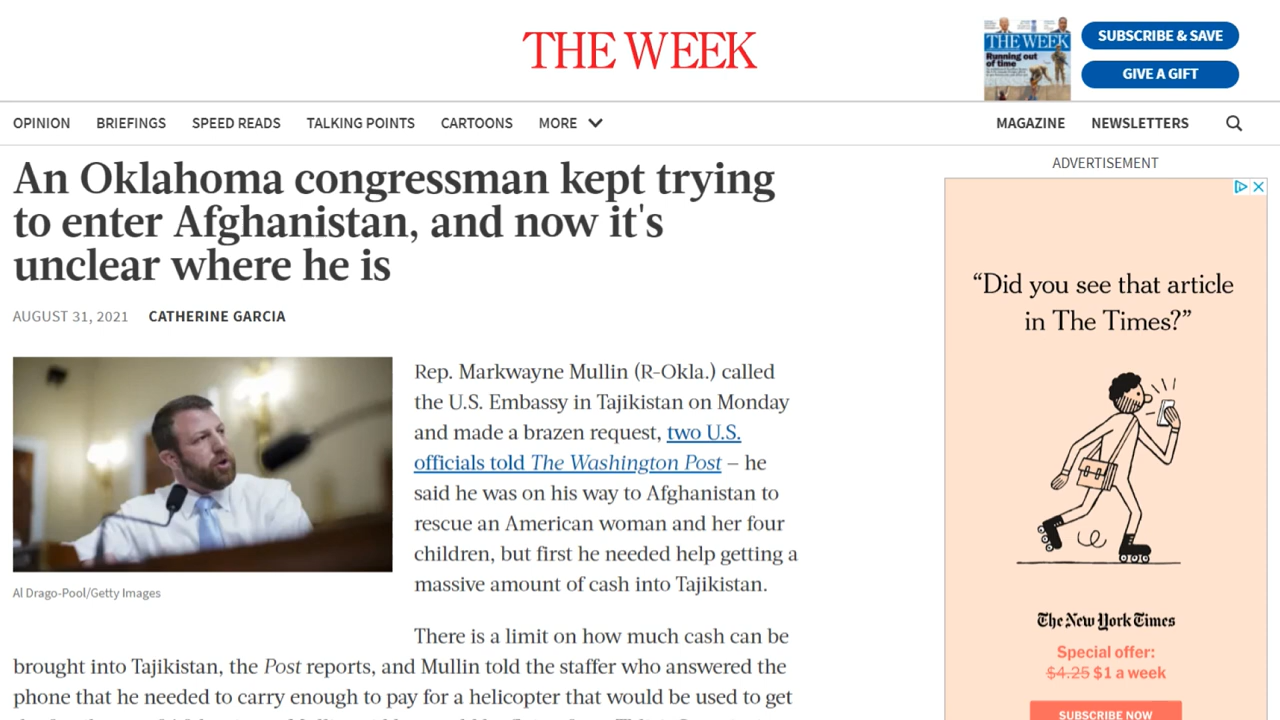 THE WEEK
THE WEEK
Running out
of time
SUBSCRIBE & SAVE
GIVE A GIFT
OPINION BRIEFINGS SPEED READS TALKING POINTS CARTOONS MORE MAGAZINE NEWSLETTERS
An Oklahoma congressman kept trying
to enter Afghanistan, and now it's
unclear where he is
AUGUST 31, 2021 CATHERINE GARCIA
Al Drago-Pool/Getty Images
Rep. Markwayne Mullin (R-Okla.) called
the U.S. Embassy in Tajikistan on Monday
and made a brazen request, two U.S.
officials told The Washington Post – he
said he was on his way to Afghanistan to
rescue an American woman and her four
children, but first he needed help getting a
massive amount of cash into Tajikistan.
There is a limit on how much cash can be
brought into Tajikistan, the Post reports, and Mullin told the staffer who answered the
phone that he needed to carry enough to pay for a helicopter that would be used to get
ADVERTISEMENT
“Did you see that article
in The Times?”
The New York Times
Special offer:
$4.25 $1 a week
SUBSCRIBE NOW